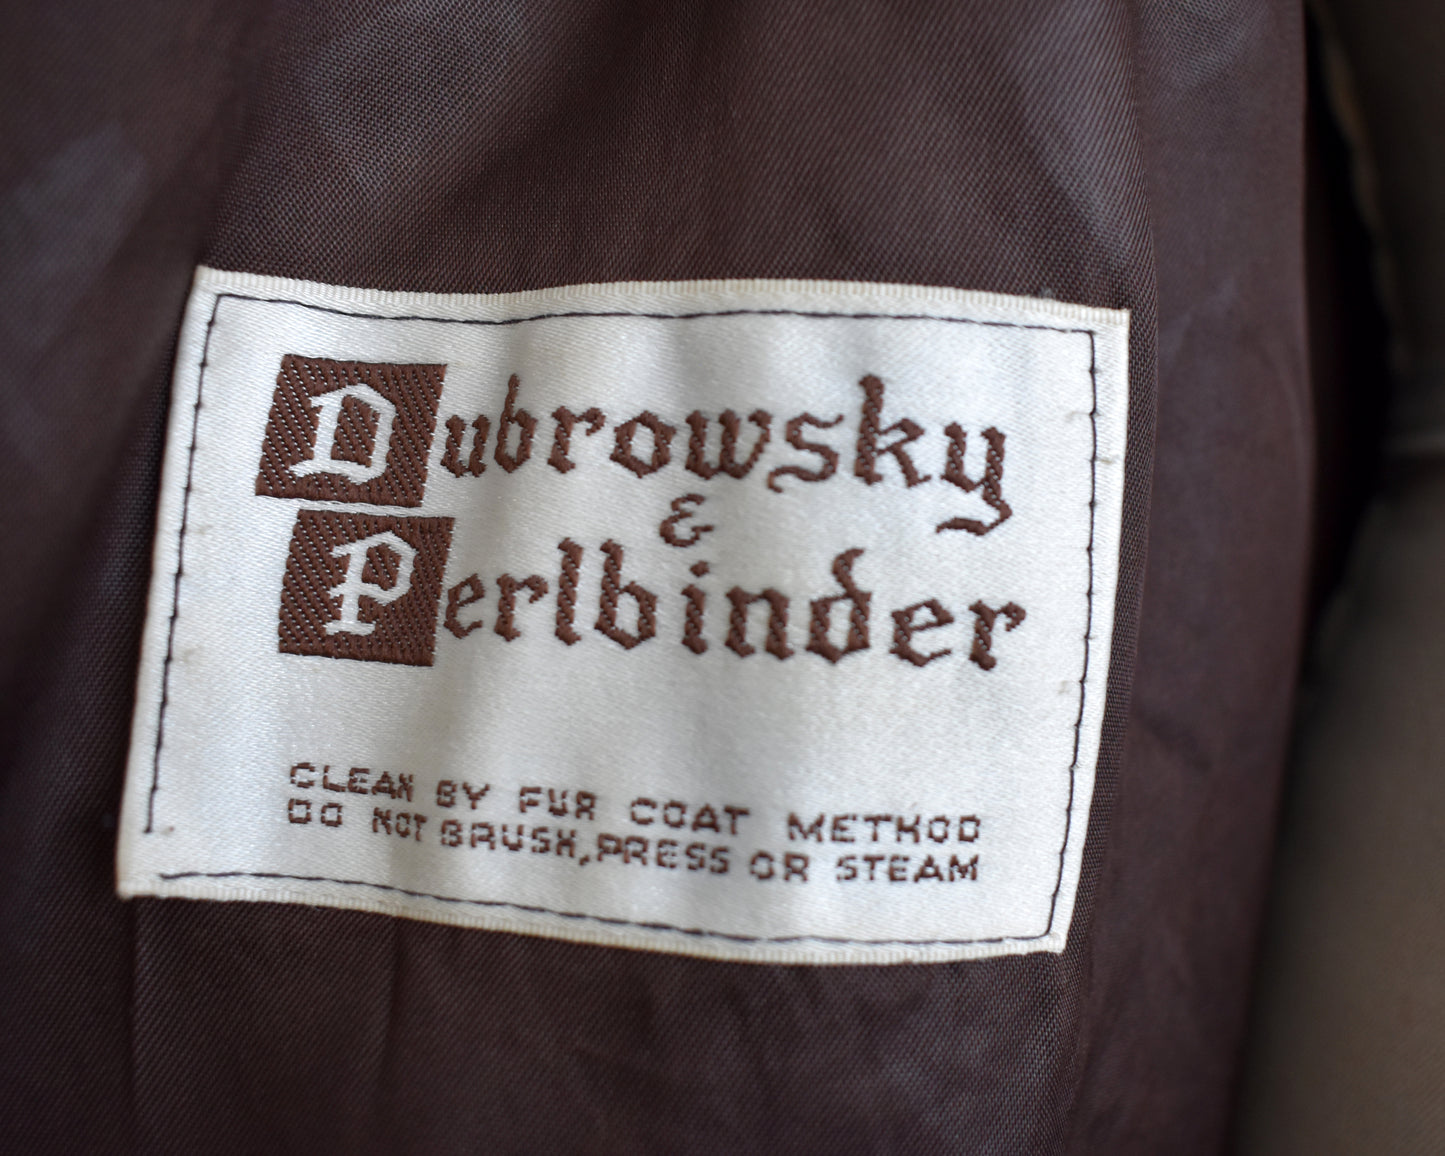 Dubrowsky
&
Perlbinder
CLEAN BY FUR COAT METHOD
DO NOT BRUSH, PRESS OR STEAM